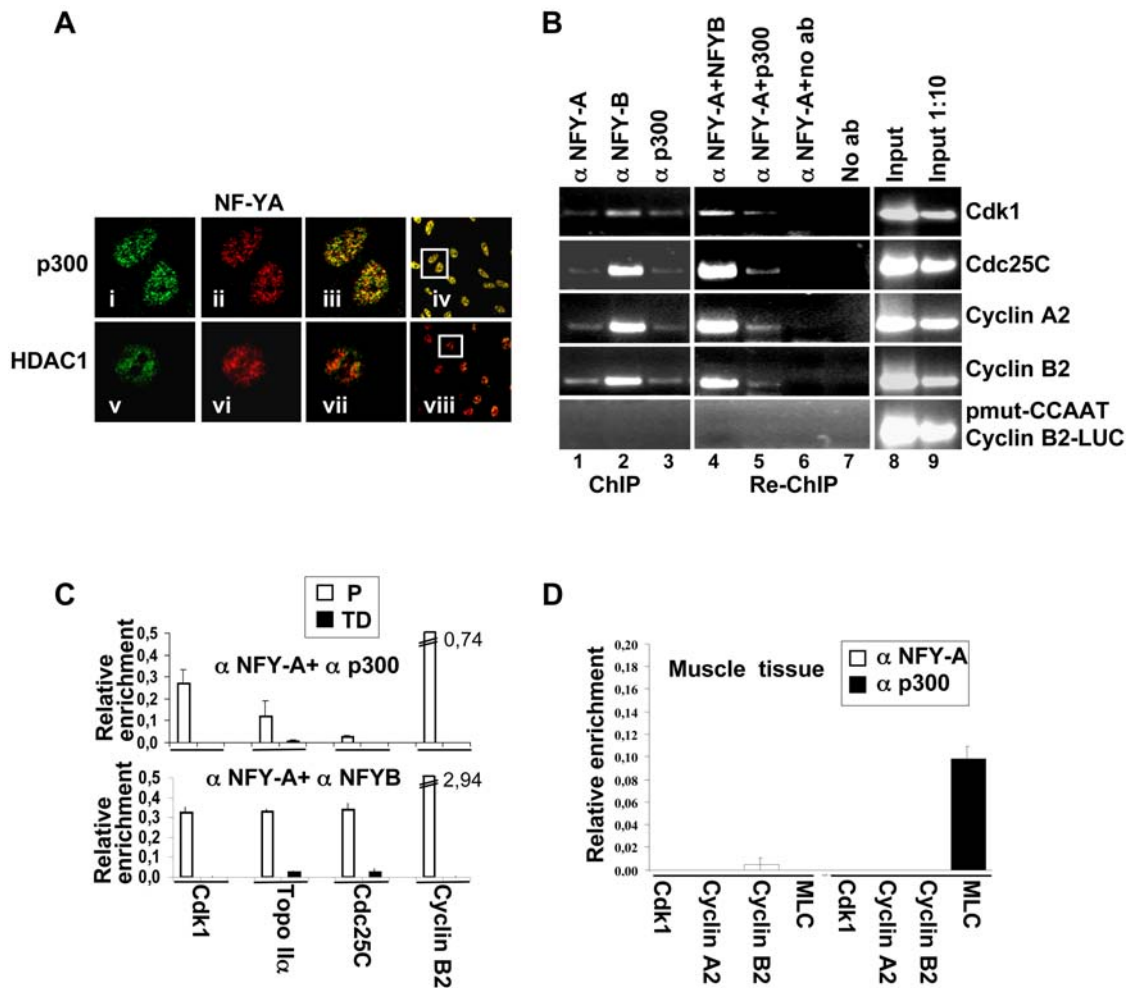 A
NF-YA
p300
i
ii
iii
iv
HDAC1
v
vi
vii
viii
B
α NFY-A
α NFY-B
α p300
α NFY-A+NFYB
α NFY-A+p300
α NFY-A+no ab
No ab
Input
Input 1:10
Cdk1
Cdc25C
Cyclin A2
Cyclin B2
pmut-CCAAT
Cyclin B2-LUC
1 2 3 4 5 6 7 8 9
ChIP Re-ChIP
C
P
TD
Relative enrichment
0,5
0,3
0,2
0,1
0,0
α NFY-A+ α p300
0,74
Relative enrichment
0,5
0,3
0,2
0,1
0,0
α NFY-A+ α NFYB
2,94
Cdk1
Topo IIα
Cdc25C
Cyclin B2
D
Relative enrichment
0,20
0,18
0,16
0,14
0,12
0,10
0,08
0,06
0,04
0,02
0.00
Muscle tissue
α NFY-A
α p300
Cdk1
Cyclin A2
Cyclin B2
MLC
Cdk1
Cyclin A2
Cyclin B2
MLC